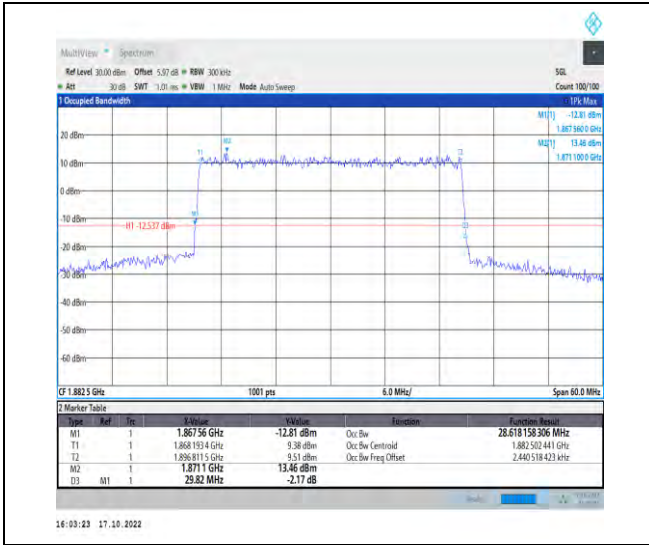 MultiView Spectrum
Ref Level 30.00 dBm Offset 5.97 dB RBW 300 kHz SGL
Att 30 dB SWT 1.01 ms VBW 1 MHz Mode Auto Sweep Count 100/100
1 Occupied Bandwidth 1Pk Max
M1[1] -12.81 dBm
1.867 560 0 GHz
M2[1] 13.46 dBm
1.871 100 0 GHz
20 dBm
M2
T1 T2
10 dBm
0 dBm
-10 dBm
M1
H1 -12.537 dBm
D3
-20 dBm
-30 dBm
-40 dBm
-50 dBm
-60 dBm
CF 1.882 5 GHz 1001 pts 6.0 MHz/ Span 60.0 MHz
2 Marker Table
Type Ref Trc X-Value Y-Value Function Function Result
M1 1 1.867 56 GHz -12.81 dBm Occ Bw 28.618 158 306 MHz
T1 1 1.868 193 4 GHz 9.38 dBm Occ Bw Centroid 1.882 502 441 GHz
T2 1 1.896 811 5 GHz 9.51 dBm Occ Bw Freq Offset 2.440 518 423 kHz
M2 1 1.871 1 GHz 13.46 dBm
D3 M1 1 29.82 MHz -2.17 dB
16:03:23 17.10.2022